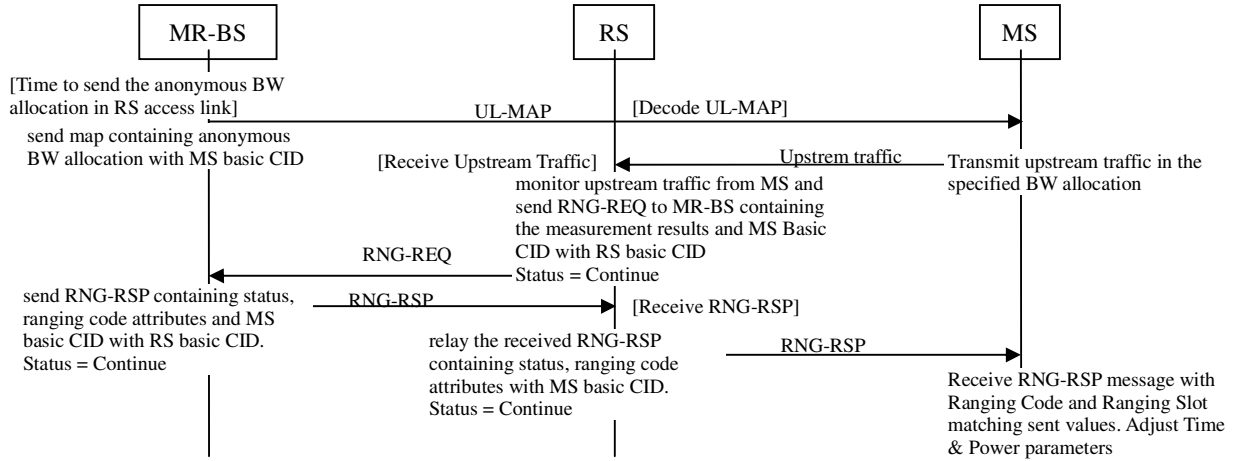 MR-BS
RS
MS
[Time to send the anonymous BW
allocation in RS access link]
UL-MAP
[Decode UL-MAP]
send map containing anonymous
BW allocation with MS basic CID
[Receive Upstream Traffic]
Upstrem traffic
Transmit upstream traffic in the
specified BW allocation
monitor upstream traffic from MS and
send RNG-REQ to MR-BS containing
the measurement results and MS Basic
CID with RS basic CID
Status = Continue
RNG-REQ
send RNG-RSP containing status,
ranging code attributes and MS
basic CID with RS basic CID.
Status = Continue
RNG-RSP
[Receive RNG-RSP]
relay the received RNG-RSP
containing status, ranging code
attributes with MS basic CID.
Status = Continue
RNG-RSP
Receive RNG-RSP message with
Ranging Code and Ranging Slot
matching sent values. Adjust Time
& Power parameters